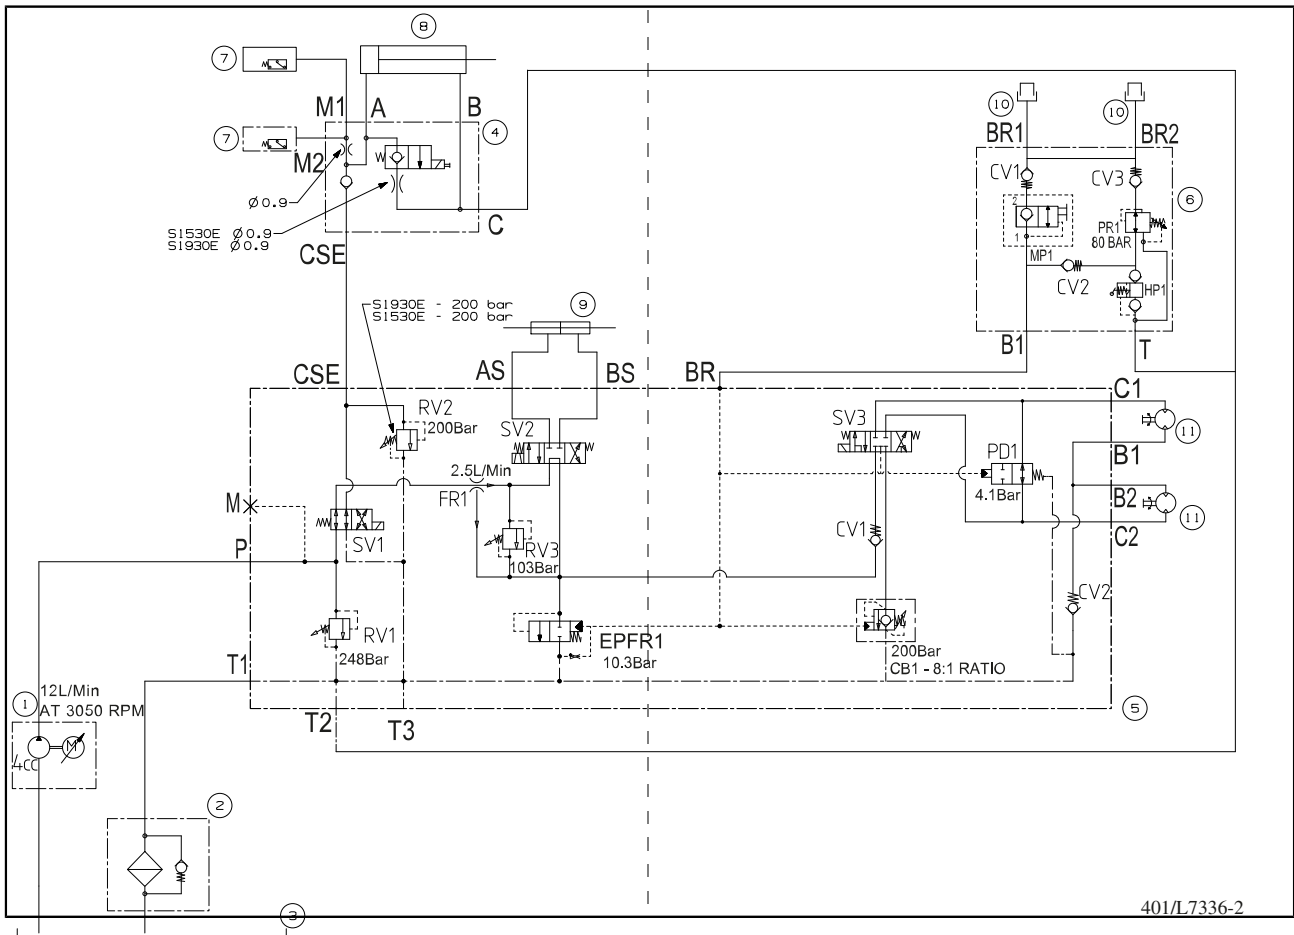 8
7
M1 A B
10
10
4
BR1 BR2
7
M2
W
CV1
CV3
6
Ø0.9
2
S1530E Ø0.9
S1930E Ø0.9
C
PR1
80 BAR
1
CSE
MP1
CV2
HP1
S1930E - 200 bar
S1530E - 200 bar
9
B1 T
CSE AS BS BR
C1
RV2
200Bar
SV2
SV3
11
2.5L/Min
PD1
B1
FR1
4.1Bar
M
B2
11
SV1
CV1
C2
P
RV3
103Bar
CV2
RV1
248Bar
EPFR1
10.3Bar
200Bar
CB1 - 8:1 RATIO
T1
1
12L/Min
AT 3050 RPM
T2 T3
5
M
4CC
2
3
401/L7336-2